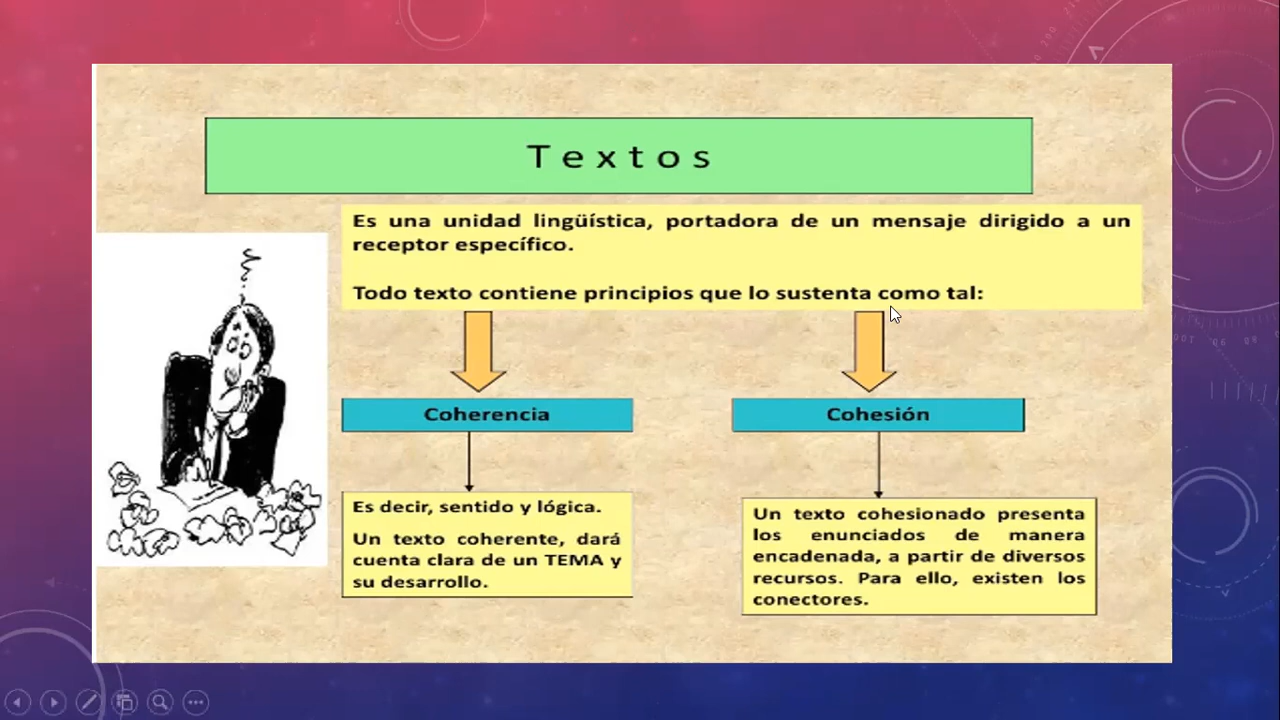 Textos
Es una unidad lingüística, portadora de un mensaje dirigido a un
receptor específico.
Todo texto contiene principios que lo sustenta como tal:
Coherencia
Es decir, sentido y lógica.
Un texto coherente, dará
cuenta clara de un TEMA y
su desarrollo.
Cohesión
Un texto cohesionado presenta
los enunciados de manera
encadenada, a partir de diversos
recursos. Para ello, existen los
conectores.